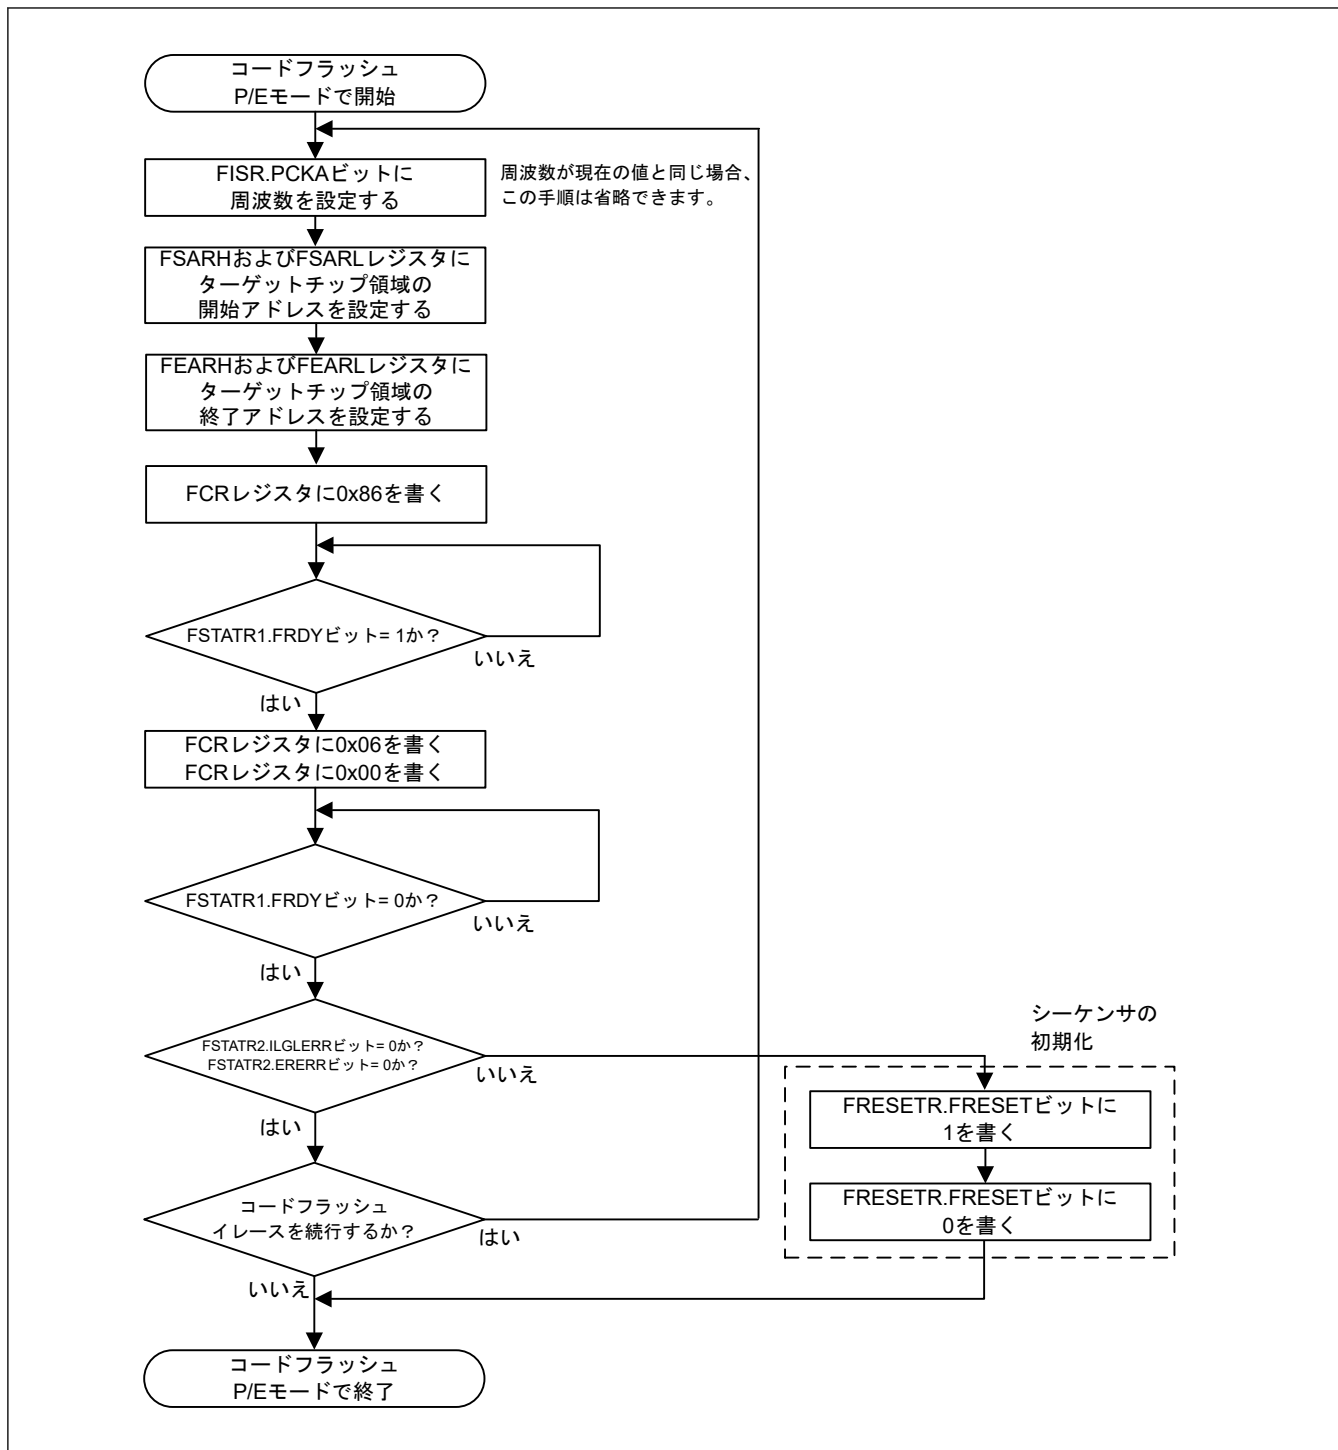 コードフラッシュ
P/Eモードで開始
FISR.PCKAビットに
周波数を設定する
周波数が現在の値と同じ場合、
この手順は省略できます。
FSARHおよびFSARLレジスタに
ターゲットチップ領域の
開始アドレスを設定する
FEARHおよびFEARLレジスタに
ターゲットチップ領域の
終了アドレスを設定する
FCRレジスタに0x86を書く
FSTATR1.FRDYビット= 1か？
いいえ
はい
FCRレジスタに0x06を書く
FCRレジスタに0x00を書く
FSTATR1.FRDYビット= 0か？
いいえ
はい
FSTATR2.ILGLERRビット= 0か？
FSTATR2.ERERRビット= 0か？
いいえ
はい
シーケンサの
初期化
FRESETR.FRESETビットに
1を書く
FRESETR.FRESETビットに
0を書く
コードフラッシュ
イレースを続行するか？
はい
いいえ
コードフラッシュ
P/Eモードで終了